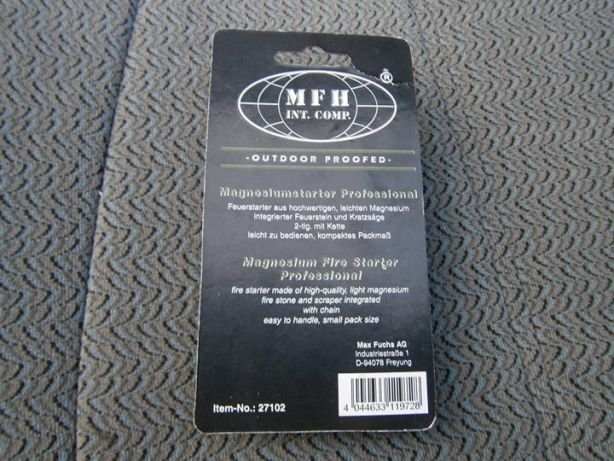 ®
MFH
INT. COMP.
-OUTDOOR PROOFED-
Magnesiumstarter Professional
Feuerstarter aus hochwertigen, leichten Magnesium
integrierter Feuerstein und Kratzsäge
2-tlg. mit Kette
leicht zu bedienen, kompaktes Packmaß
Magnesium Fire Starter
Professional
fire starter made of high-quality, light magnesium
fire stone and scraper integrated
with chain
easy to handle, small pack size
Max Fuchs AG
Industriestraße 1
D-94078 Freyung
Item-No.: 27102
4 044633 119728